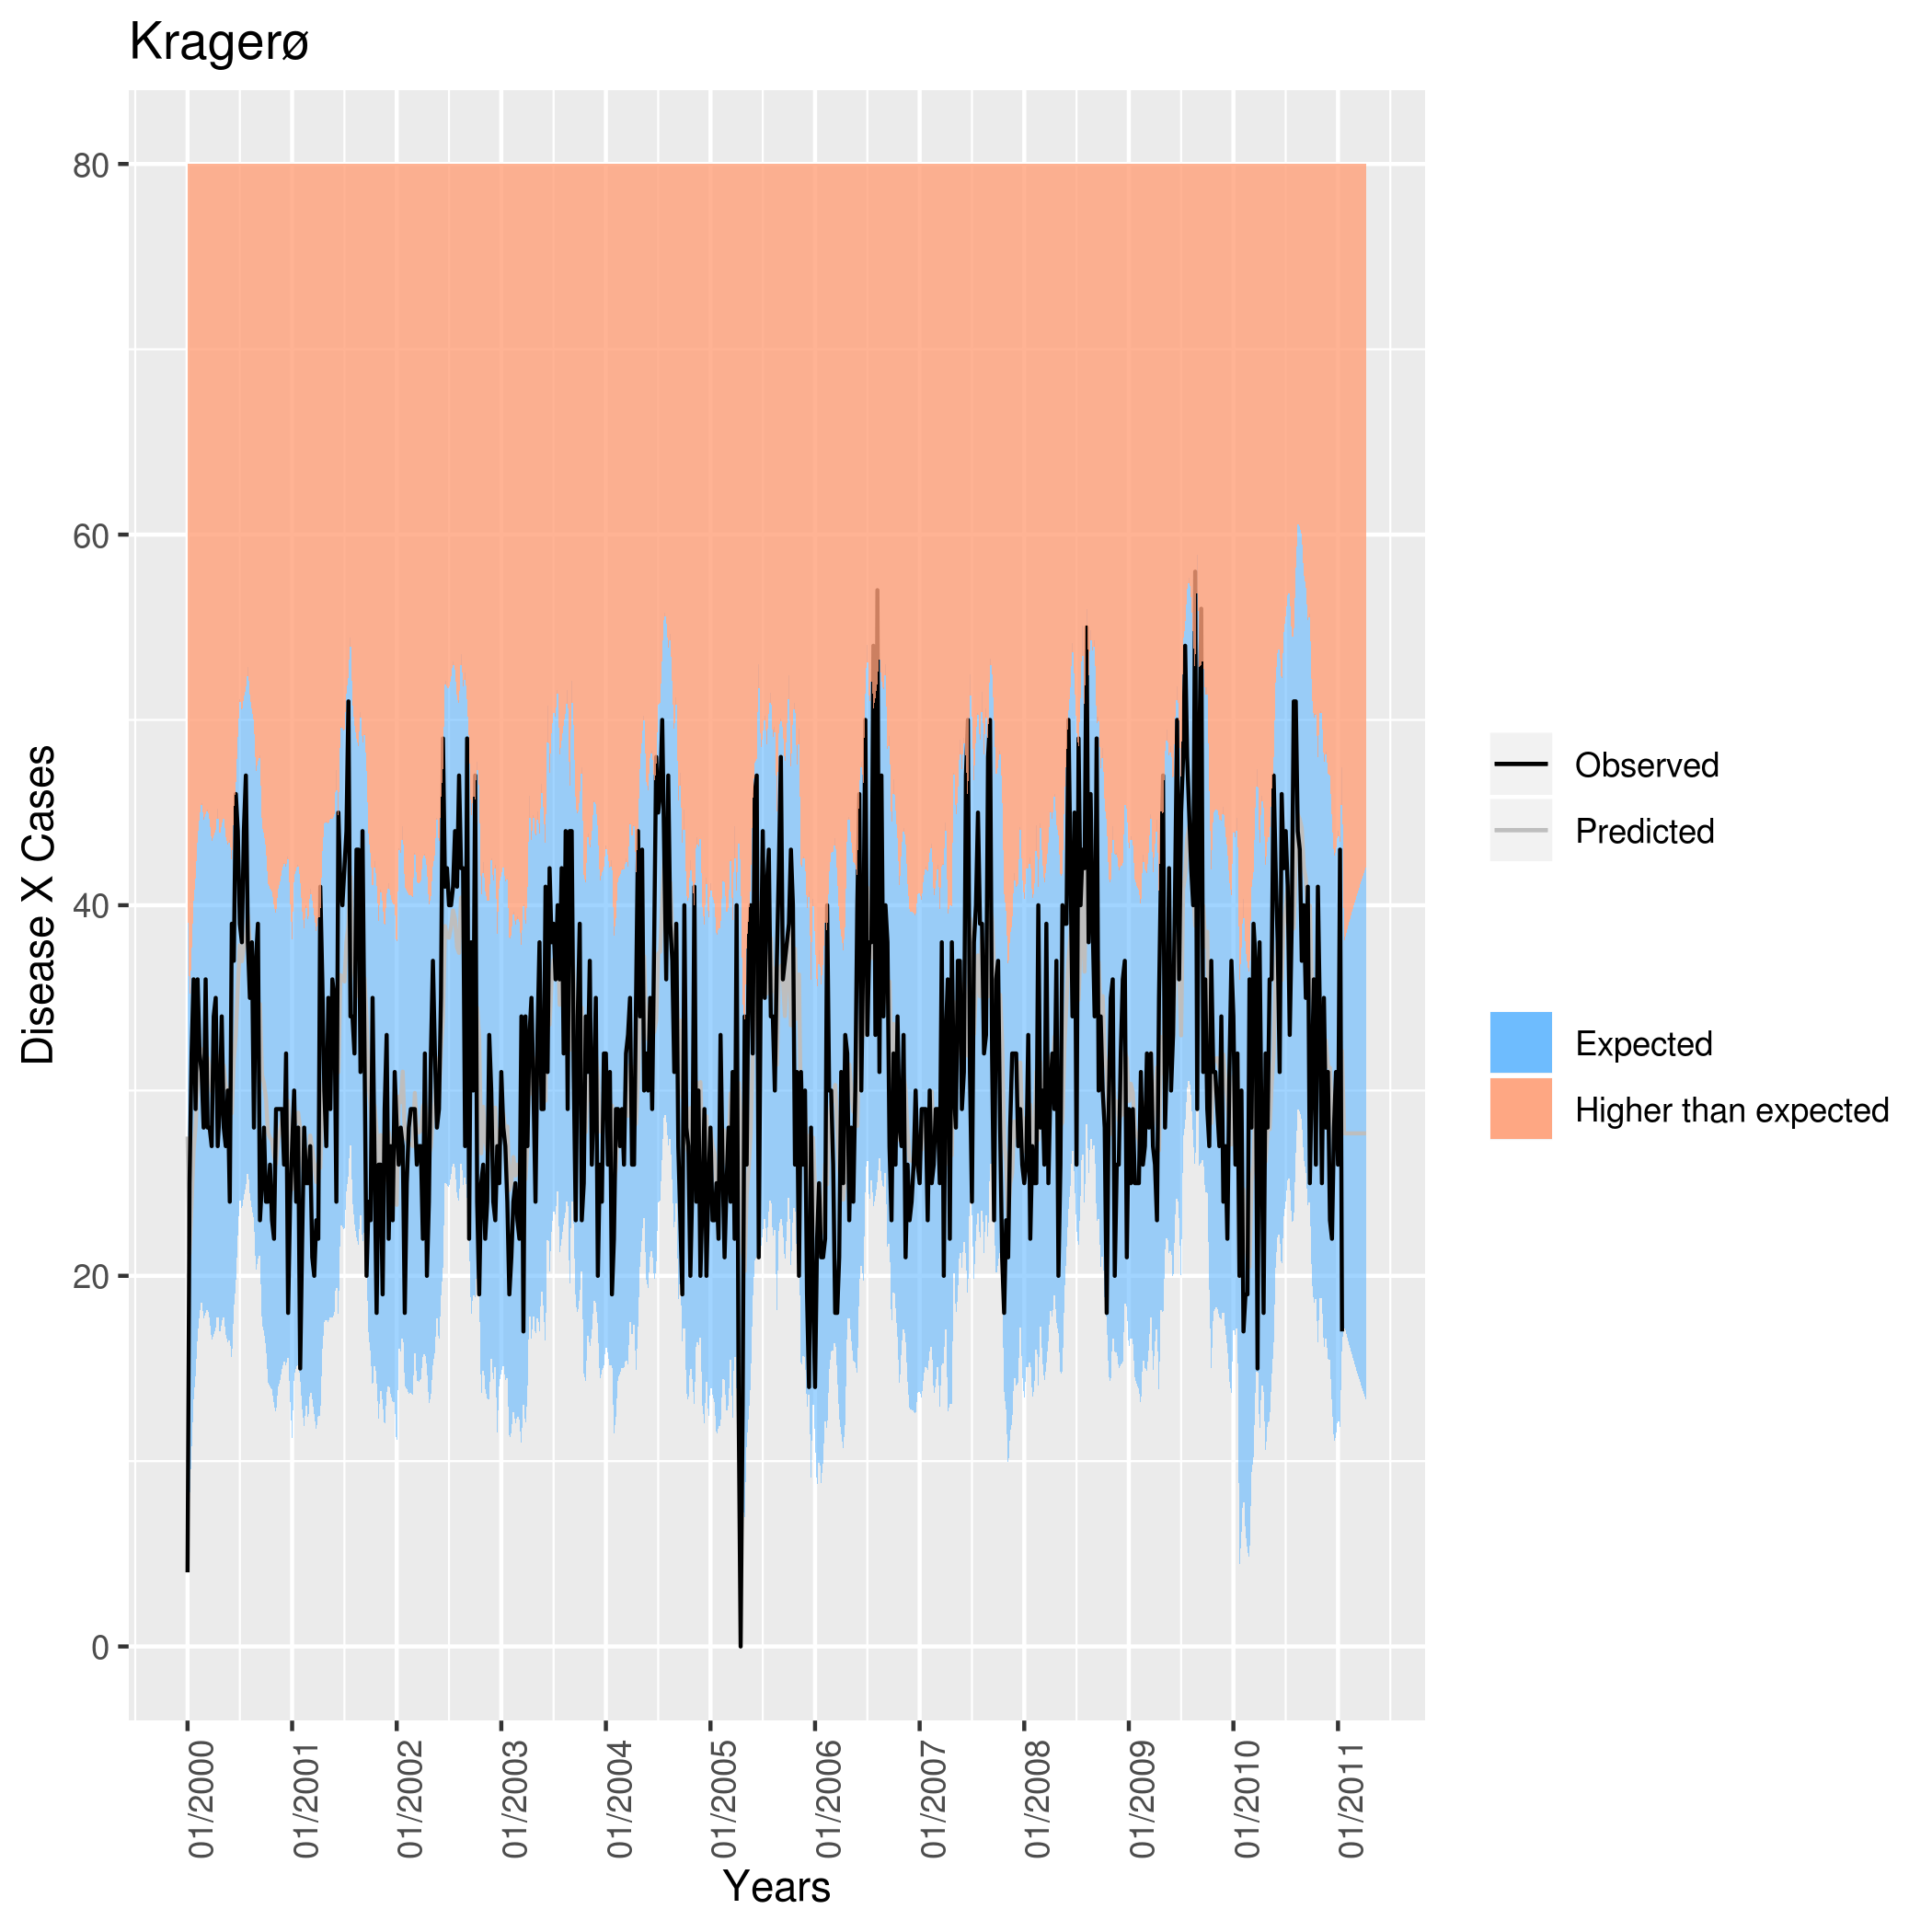 Kragerø
80
60
40
20
0
Disease X Cases
01/2000
01/2001
01/2002
01/2003
01/2004
01/2005
01/2006
01/2007
01/2008
01/2009
01/2010
01/2011
Years
Observed
Predicted
Expected
Higher than expected